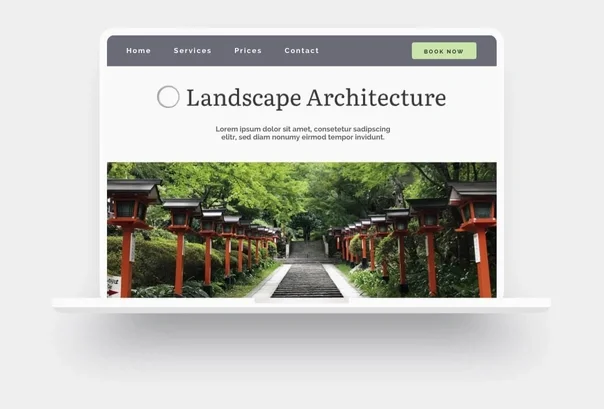 Home Services Prices Contact BOOK NOW
Landscape Architecture
Lorem ipsum dolor sit amet, consetetur sadipscing
elitr, sed diam nonumy eirmod tempor invidunt.